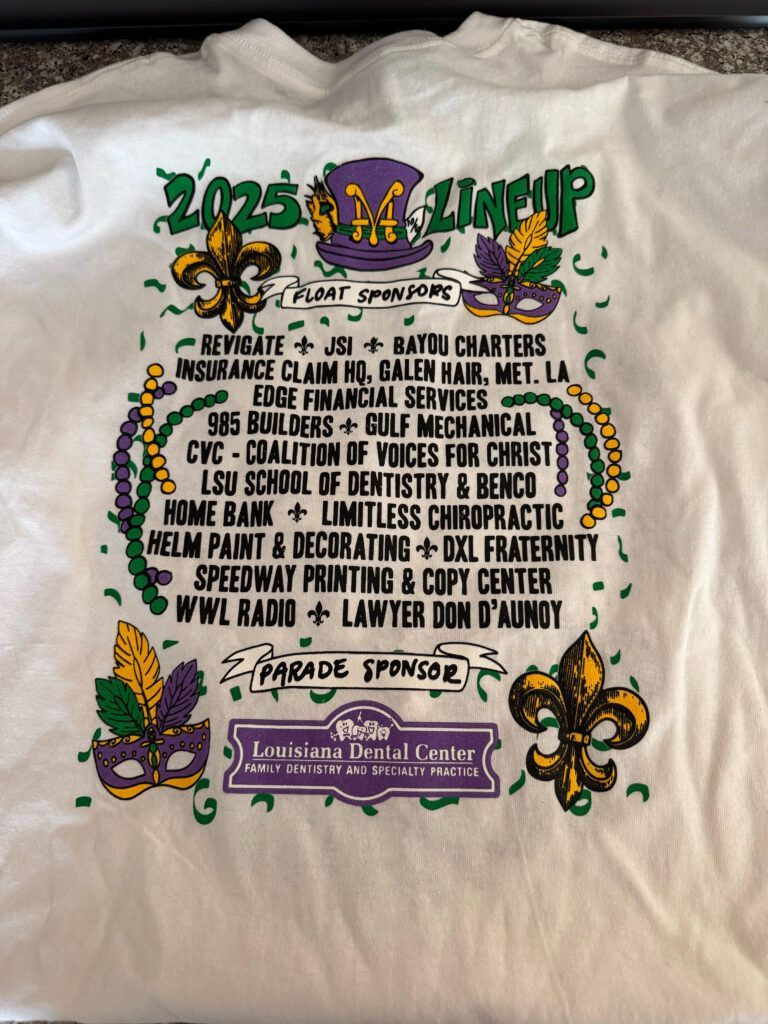 2025 M LINEUP
FLOAT SPONSORS
REVIGATE ⚜ JSI ⚜ BAYOU CHARTERS
INSURANCE CLAIM HQ, GALEN HAIR, MET. LA
EDGE FINANCIAL SERVICES
985 BUILDERS ⚜ GULF MECHANICAL
CVC - COALITION OF VOICES FOR CHRIST
LSU SCHOOL OF DENTISTRY & BENCO
HOME BANK ⚜ LIMITLESS CHIROPRACTIC
HELM PAINT & DECORATING ⚜ DXL FRATERNITY
SPEEDWAY PRINTING & COPY CENTER
WWL RADIO ⚜ LAWYER DON D'AUNOY
PARADE SPONSOR
Louisiana Dental Center
FAMILY DENTISTRY AND SPECIALTY PRACTICE